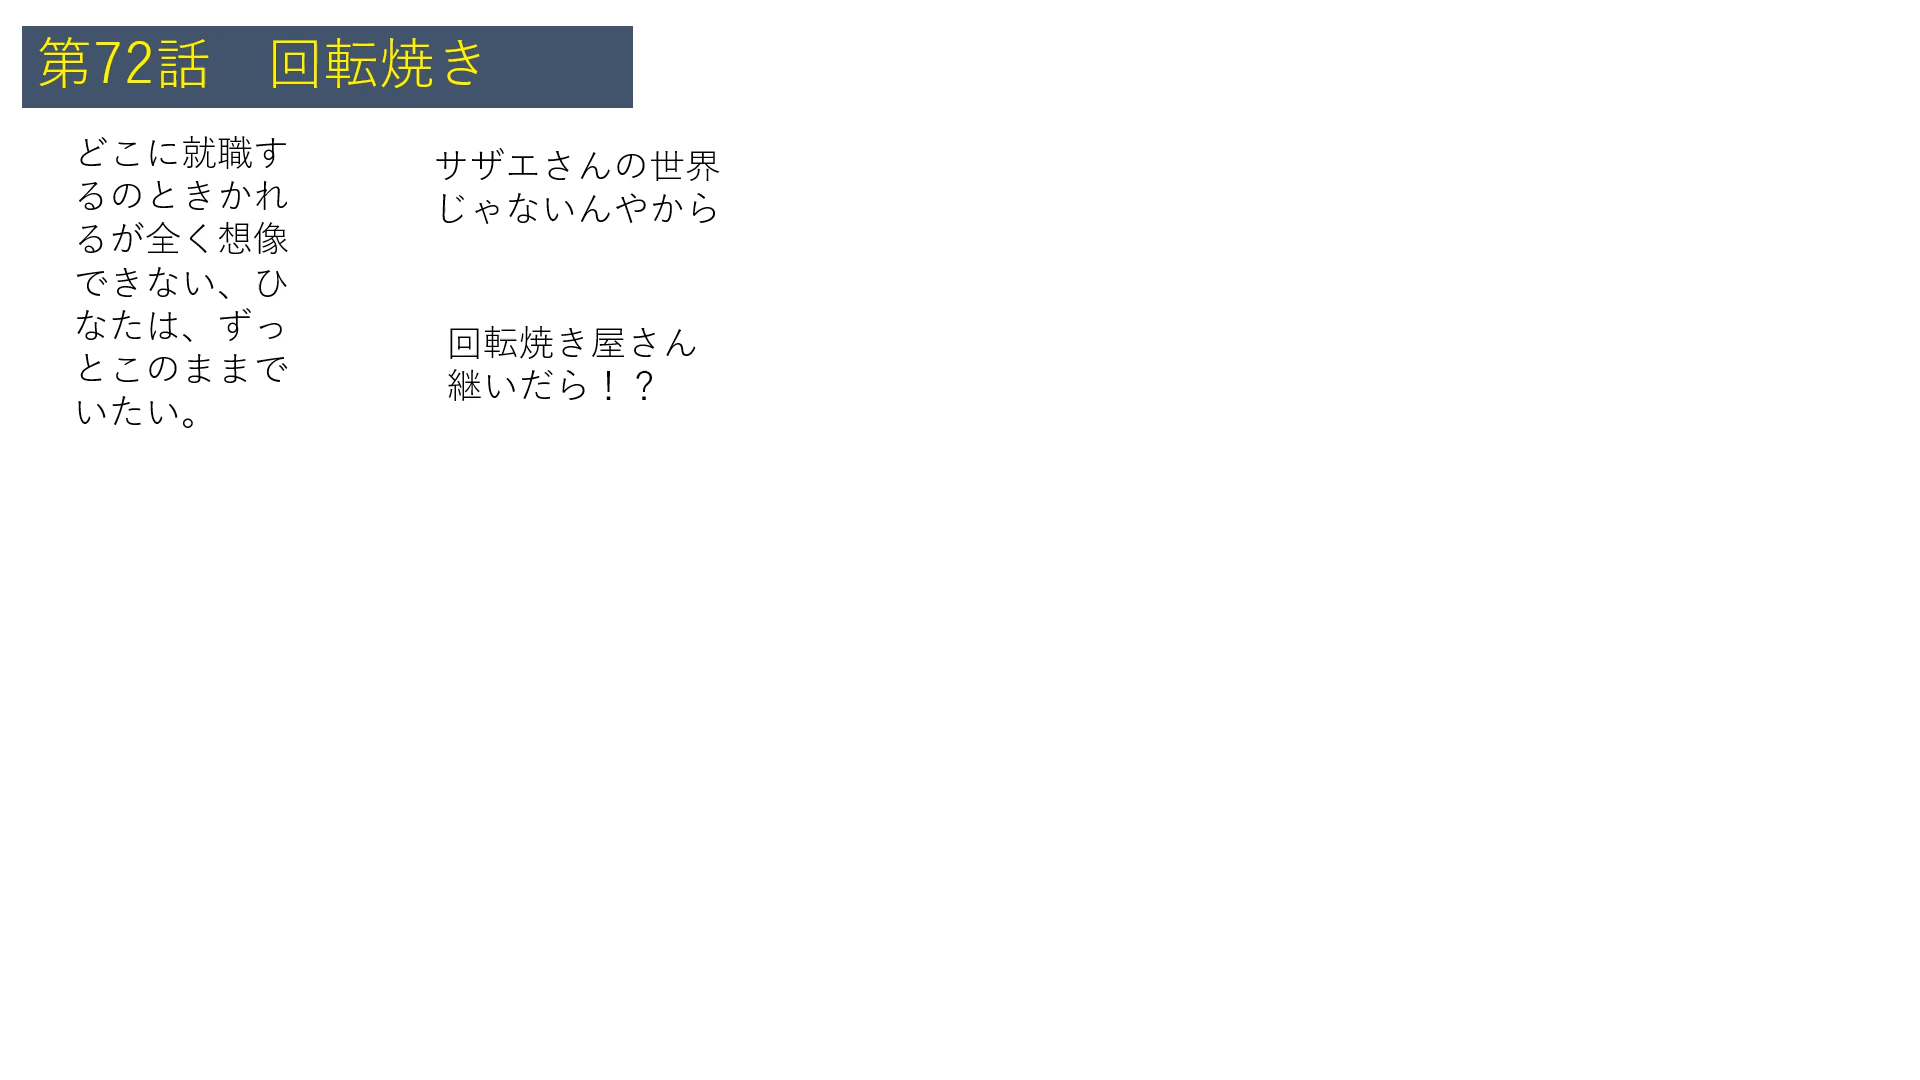 第72話　回転焼き
どこに就職す
るのときかれ
るが全く想像
できない、ひ
なたは、ずっ
とこのままで
いたい。
サザエさんの世界
じゃないんやから
回転焼き屋さん
継いだら！？